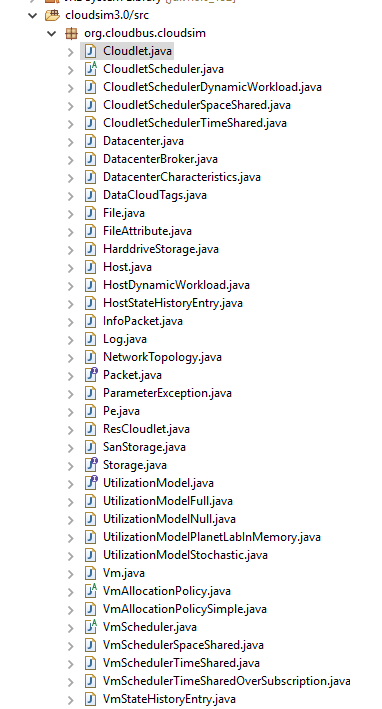 cloudsim3.0/src
org.cloudbus.cloudsim
Cloudlet.java
CloudletScheduler.java
CloudletSchedulerDynamicWorkload.java
CloudletSchedulerSpaceShared.java
CloudletSchedulerTimeShared.java
Datacenter.java
DatacenterBroker.java
DatacenterCharacteristics.java
DataCloudTags.java
File.java
FileAttribute.java
HarddriveStorage.java
Host.java
HostDynamicWorkload.java
HostStateHistoryEntry.java
InfoPacket.java
Log.java
NetworkTopology.java
Packet.java
ParameterException.java
Pe.java
ResCloudlet.java
SanStorage.java
Storage.java
UtilizationModel.java
UtilizationModelFull.java
UtilizationModelNull.java
UtilizationModelPlanetLabInMemory.java
UtilizationModelStochastic.java
Vm.java
VmAllocationPolicy.java
VmAllocationPolicySimple.java
VmScheduler.java
VmSchedulerSpaceShared.java
VmSchedulerTimeShared.java
VmSchedulerTimeSharedOverSubscription.java
VmStateHistoryEntry.java